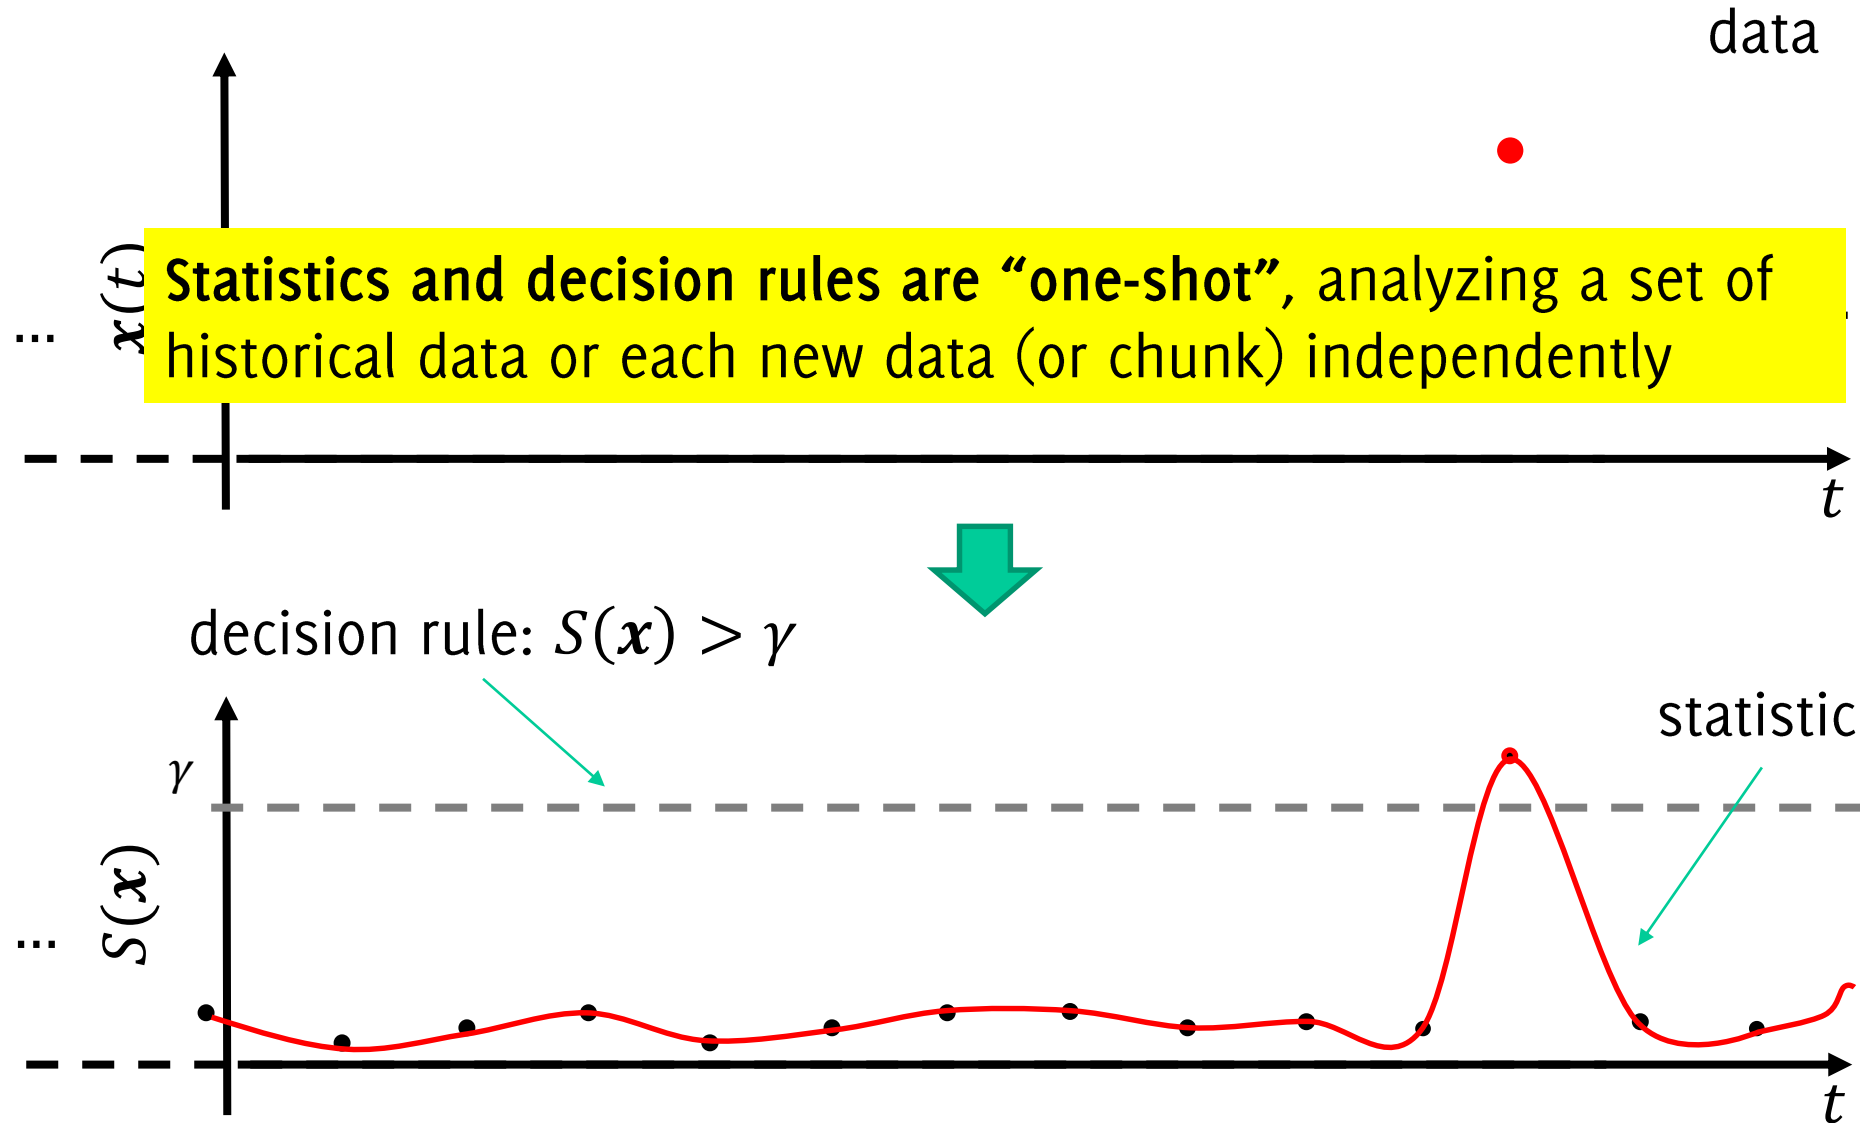 data
x(t)
...
Statistics and decision rules are “one-shot”, analyzing a set of
historical data or each new data (or chunk) independently
t
decision rule: S(x) > γ
statistic
γ
S(x)
...
t